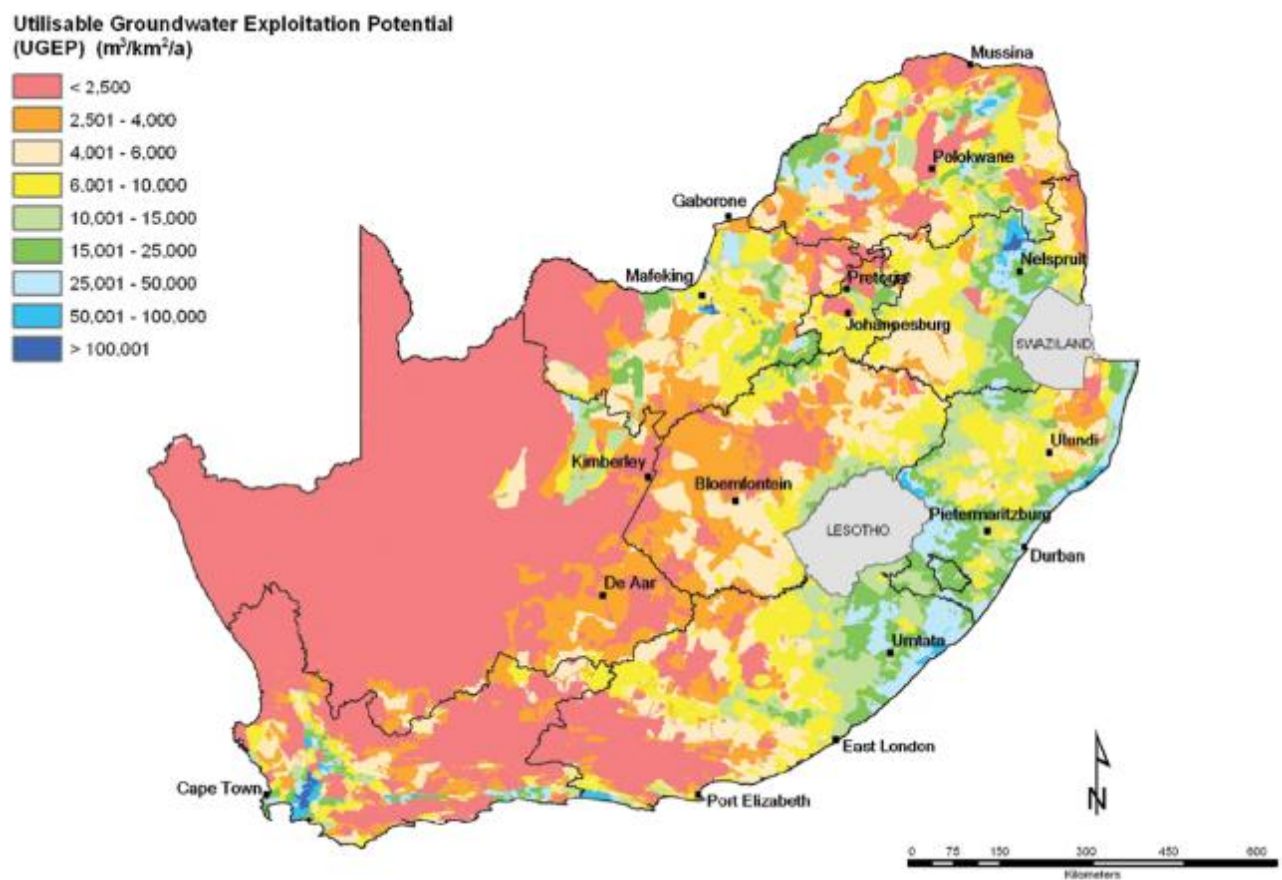 Utilisable Groundwater Exploitation Potential
(UGEP) (m³/km²/a)
< 2,500
2,501 - 4,000
4,001 - 6,000
6,001 - 10,000
10,001 - 15,000
15,001 - 25,000
25,001 - 50,000
50,001 - 100,000
> 100,001
Mussina
Polokwane
Gaborone
Nelspruit
Mafeking
Pretoria
Johannesburg
SWAZILAND
Ulundi
Kimberley
Bloemfontein
Pietermaritzburg
LESOTHO
Durban
De Aar
Umtata
East London
Cape Town
Port Elizabeth
N
0 75 150 300 450 600
Kilometers